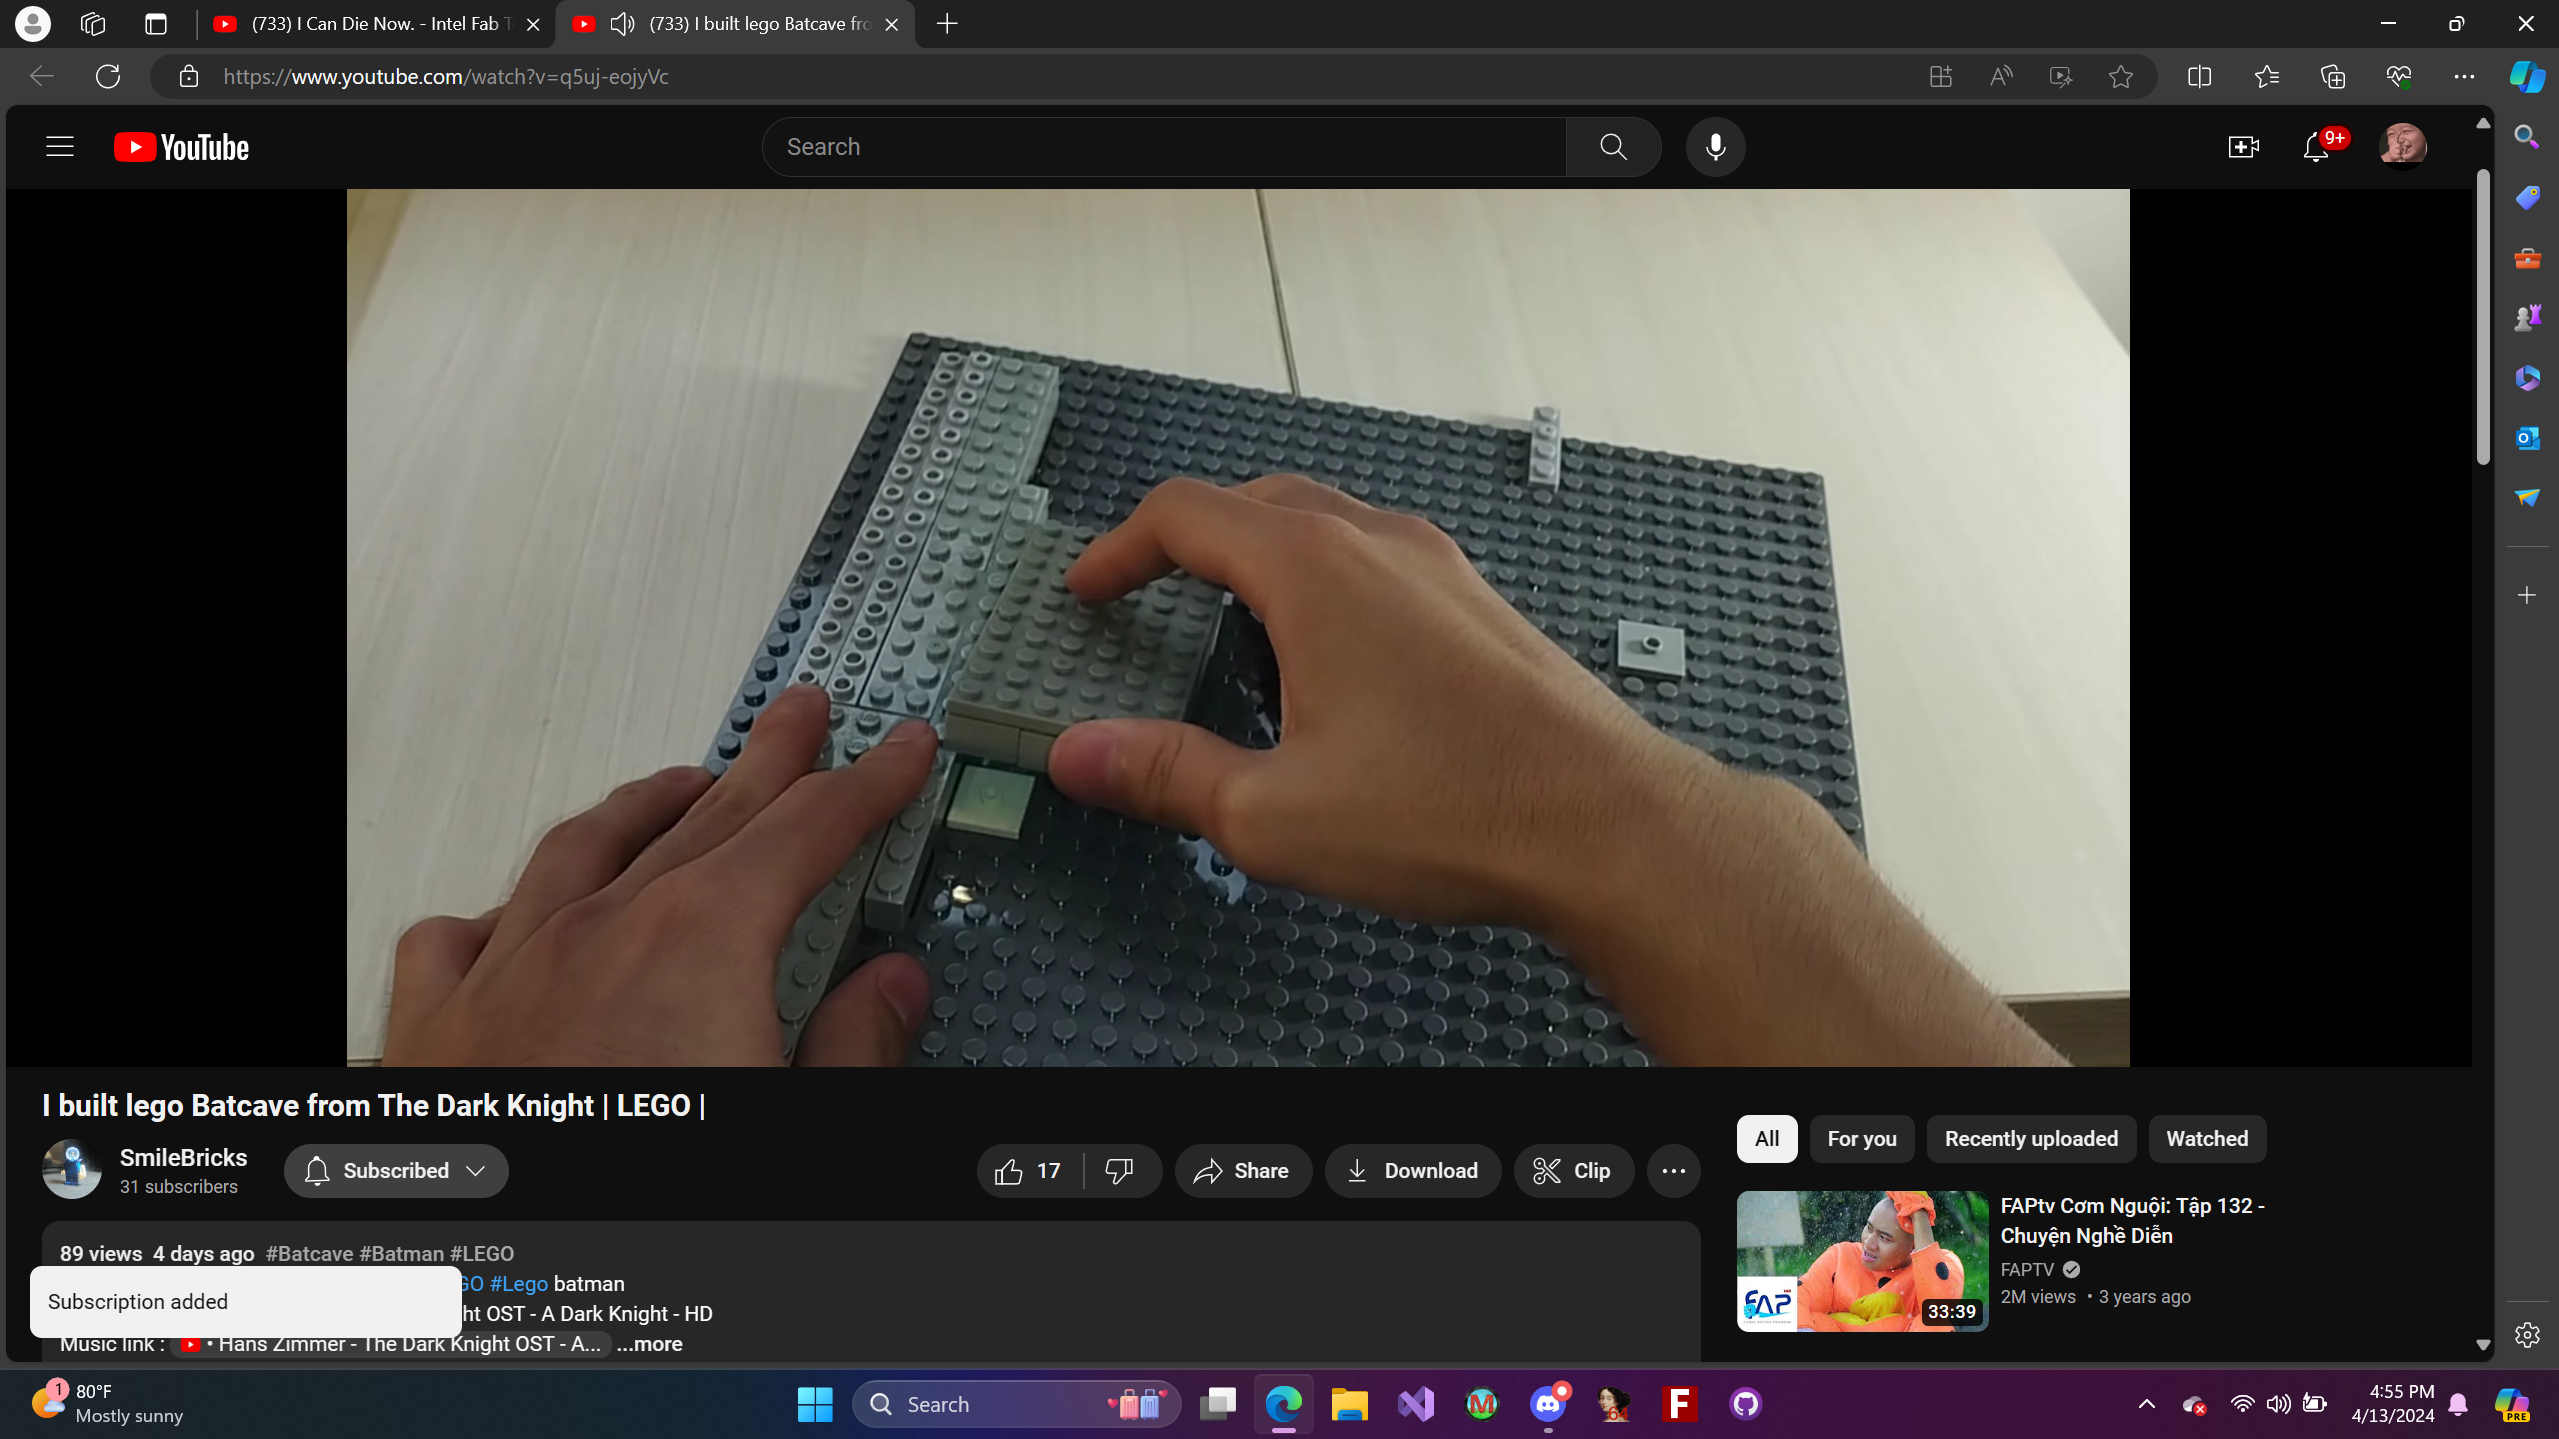 (733) I Can Die Now. - Intel Fab T
(733) I built lego Batcave fro
https://www.youtube.com/watch?v=q5uj-eojyVc
YouTube
Search
9+
I built lego Batcave from The Dark Knight | LEGO |
SmileBricks
31 subscribers
Subscribed
17
Share
Download
Clip
89 views 4 days ago #Batcave #Batman #LEGO
GO #Lego batman
ht OST - A Dark Knight - HD
Subscription added
Music link : • Hans Zimmer - The Dark Knight OST - A... ...more
All
For you
Recently uploaded
Watched
FAPtv Cơm Nguội: Tập 132 - Chuyện Nghề Diễn
FAPTV
2M views • 3 years ago
FAP
33:39
1
80°F
Mostly sunny
Search
M
64
F
4:55 PM
4/13/2024
PRE